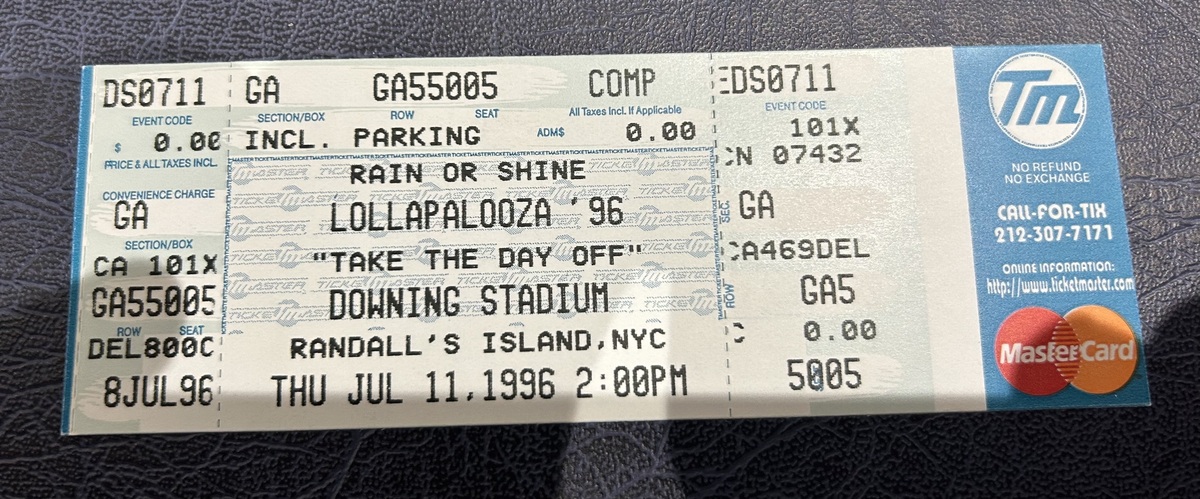 DS0711
EVENT CODE
$ 0.00
PRICE & ALL TAXES INCL.
CONVENIENCE CHARGE
GA
SECTION/BOX
CA 101X
GA55005
ROW SEAT
DEL800C
8JUL96
GA GA55005 COMP
SECTION/BOX ROW SEAT All Taxes Incl. If Applicable
INCL. PARKING ADM$ 0.00
RAIN OR SHINE
LOLLAPALOOZA '96
"TAKE THE DAY OFF"
DOWNING STADIUM
RANDALL'S ISLAND,NYC
THU JUL 11,1996 2:00PM
DS0711
EVENT CODE
101X
CN 07432
SEC.
GA
CA469DEL
ROW
GA5
C 0.00
5005
Tm
NO REFUND
NO EXCHANGE
CALL-FOR-TIX
212-307-7171
ONLINE INFORMATION:
http://www.ticketmaster.com
MasterCard